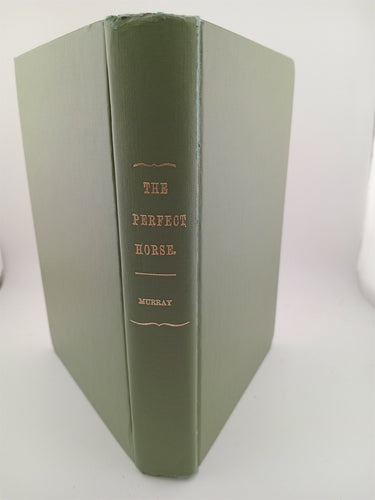 THE
PERFECT
HORSE.
MURRAY